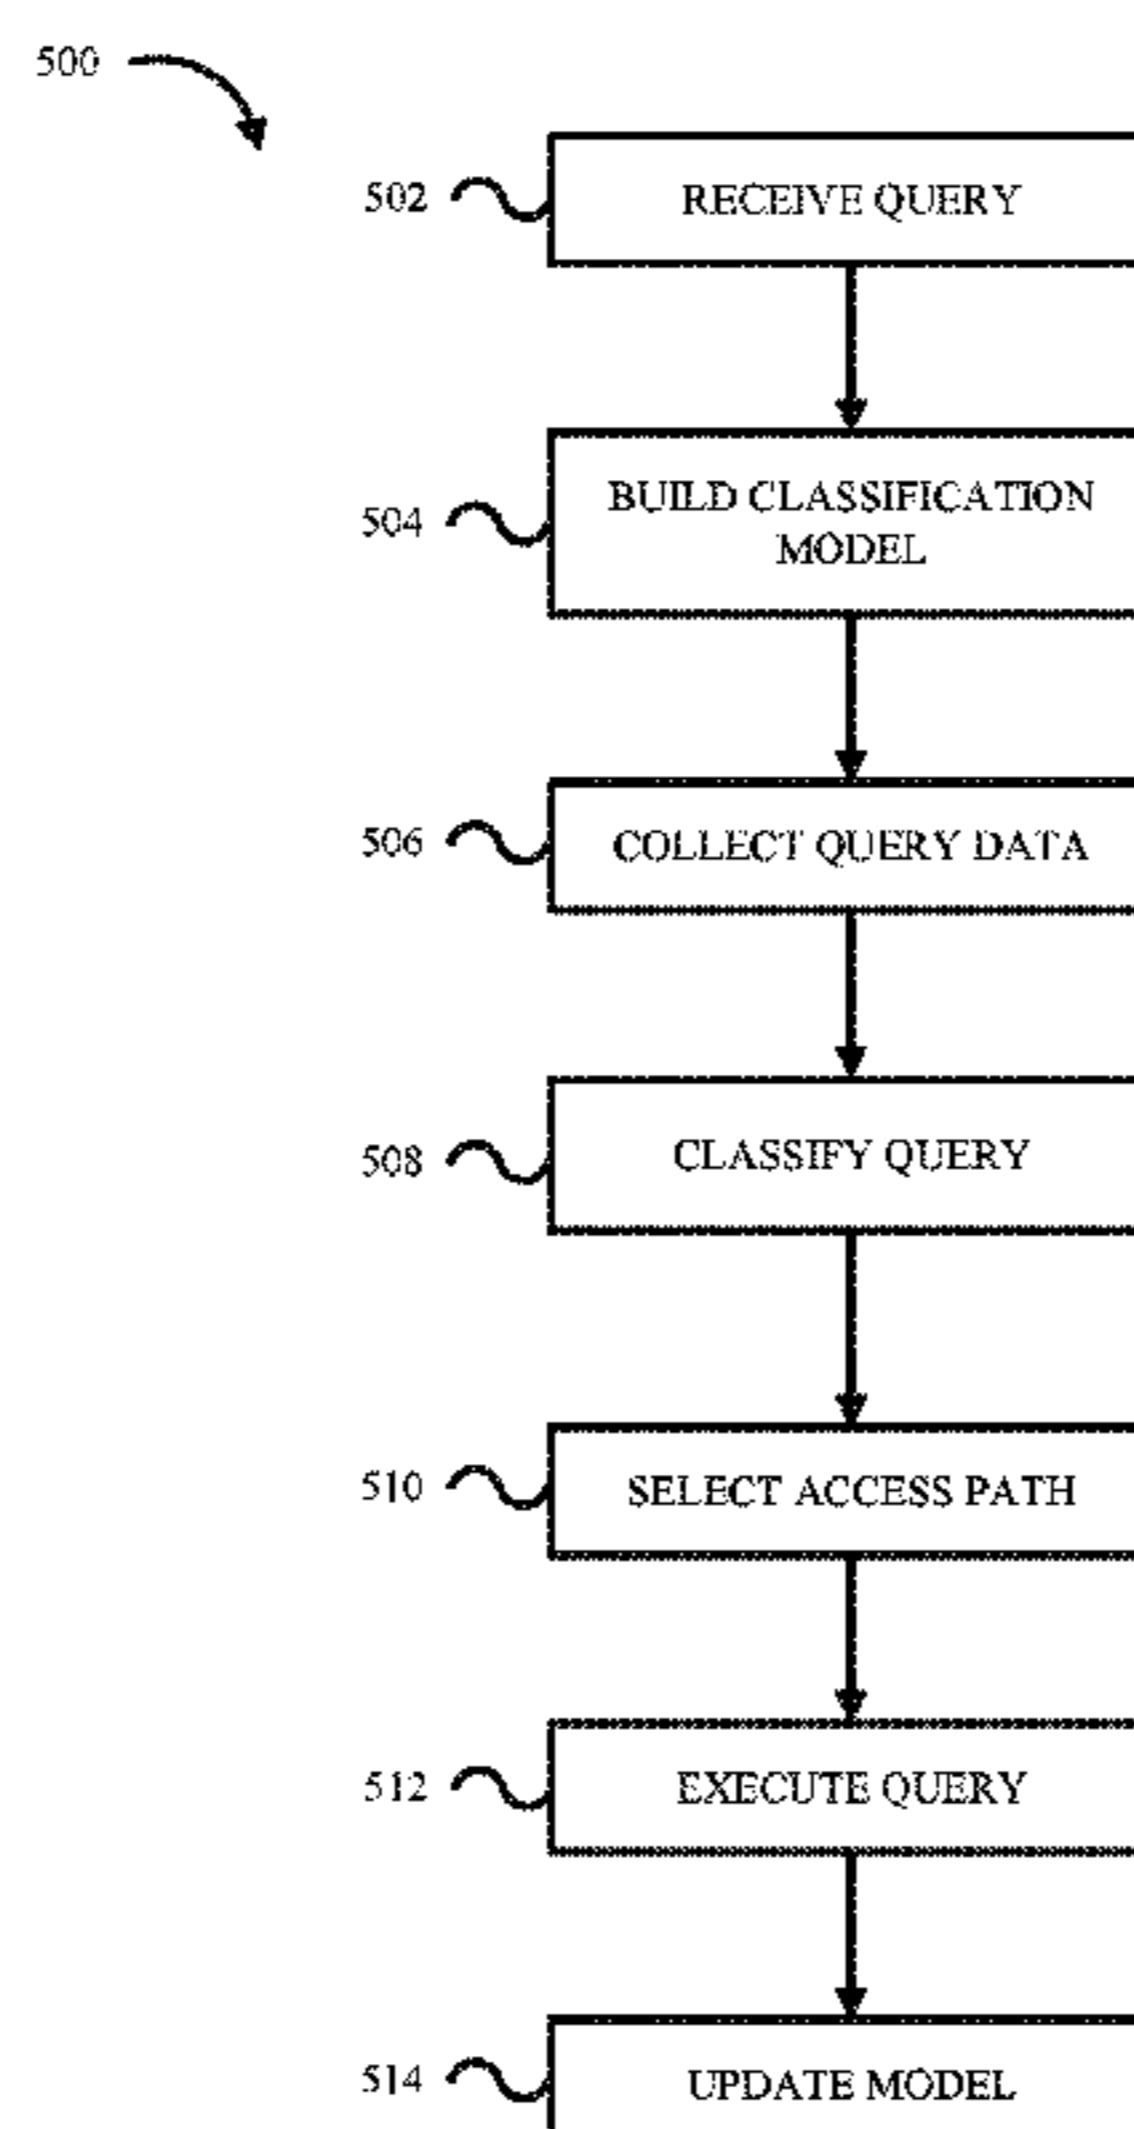 500
502 RECEIVE QUERY
504 BUILD CLASSIFICATION
MODEL
506 COLLECT QUERY DATA
508 CLASSIFY QUERY
510 SELECT ACCESS PATH
512 EXECUTE QUERY
514 UPDATE MODEL